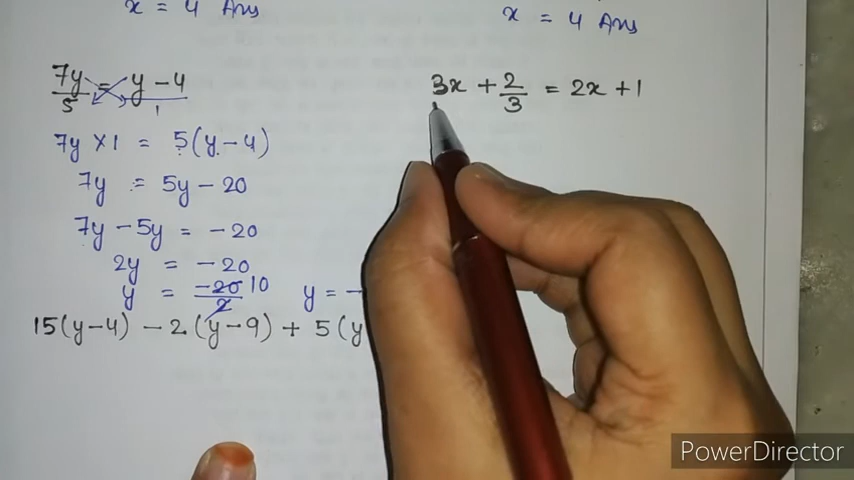 x = 4 Ans
x = 4 Ans
7y/5 = y - 4/1
7y × 1 = 5(y - 4)
7y = 5y - 20
7y - 5y = -20
2y = -20
y = -20/2 10 y = -
3x + 2/3 = 2x + 1
15(y-4) - 2(y-9) + 5(y
PowerDirector